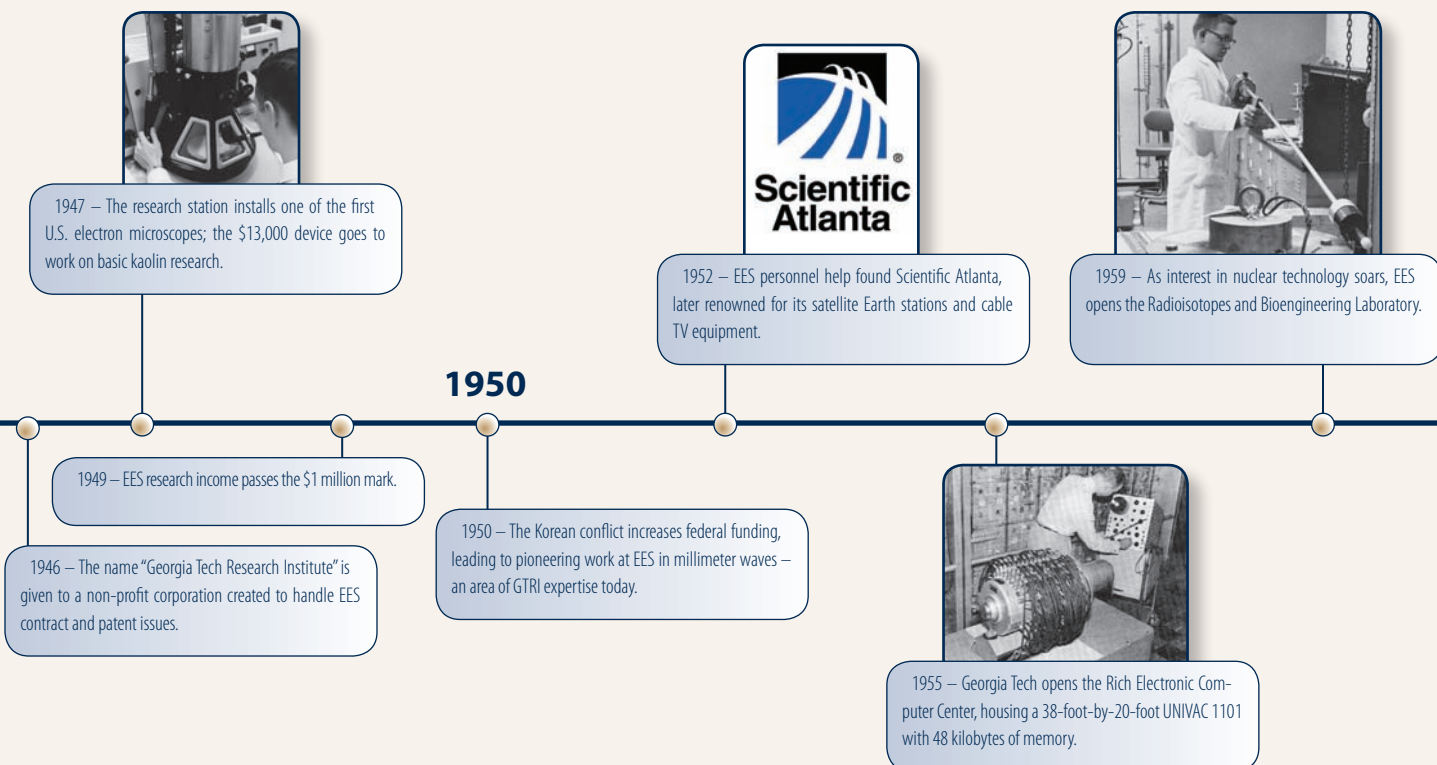 1947 – The research station installs one of the first
U.S. electron microscopes; the $13,000 device goes to
work on basic kaolin research.
Scientific
Atlanta
®
1952 – EES personnel help found Scientific Atlanta,
later renowned for its satellite Earth stations and cable
TV equipment.
1959 – As interest in nuclear technology soars, EES
opens the Radioisotopes and Bioengineering Laboratory.
1950
1949 – EES research income passes the $1 million mark.
1946 – The name “Georgia Tech Research Institute” is
given to a non-profit corporation created to handle EES
contract and patent issues.
1950 – The Korean conflict increases federal funding,
leading to pioneering work at EES in millimeter waves –
an area of GTRI expertise today.
1955 – Georgia Tech opens the Rich Electronic Com-
puter Center, housing a 38-foot-by-20-foot UNIVAC 1101
with 48 kilobytes of memory.